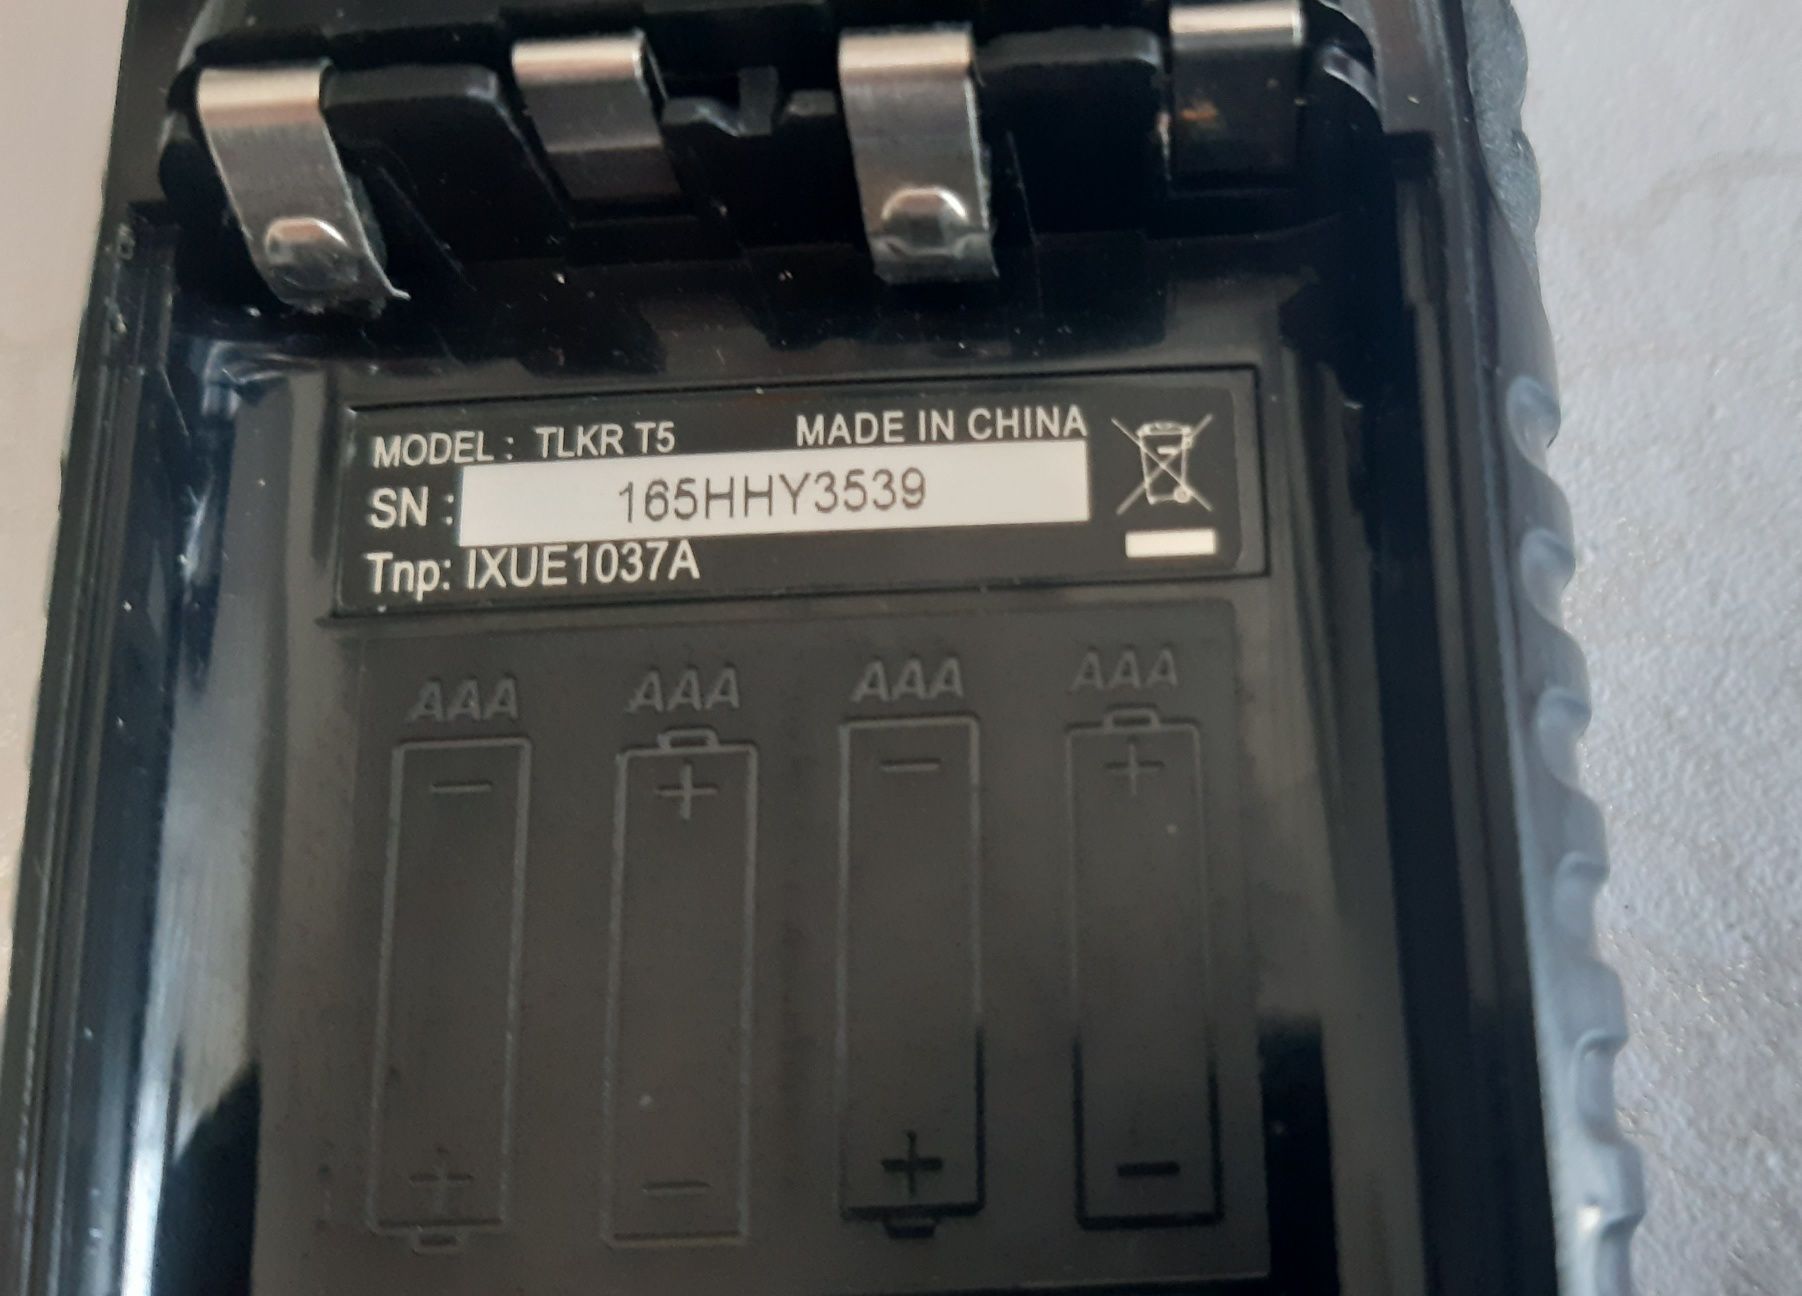 MODEL : TLKR T5 MADE IN CHINA
SN : 165HHY3539
Tnp: IXUE1037A
AAA AAA AAA AAA
− + − +
+ − + −